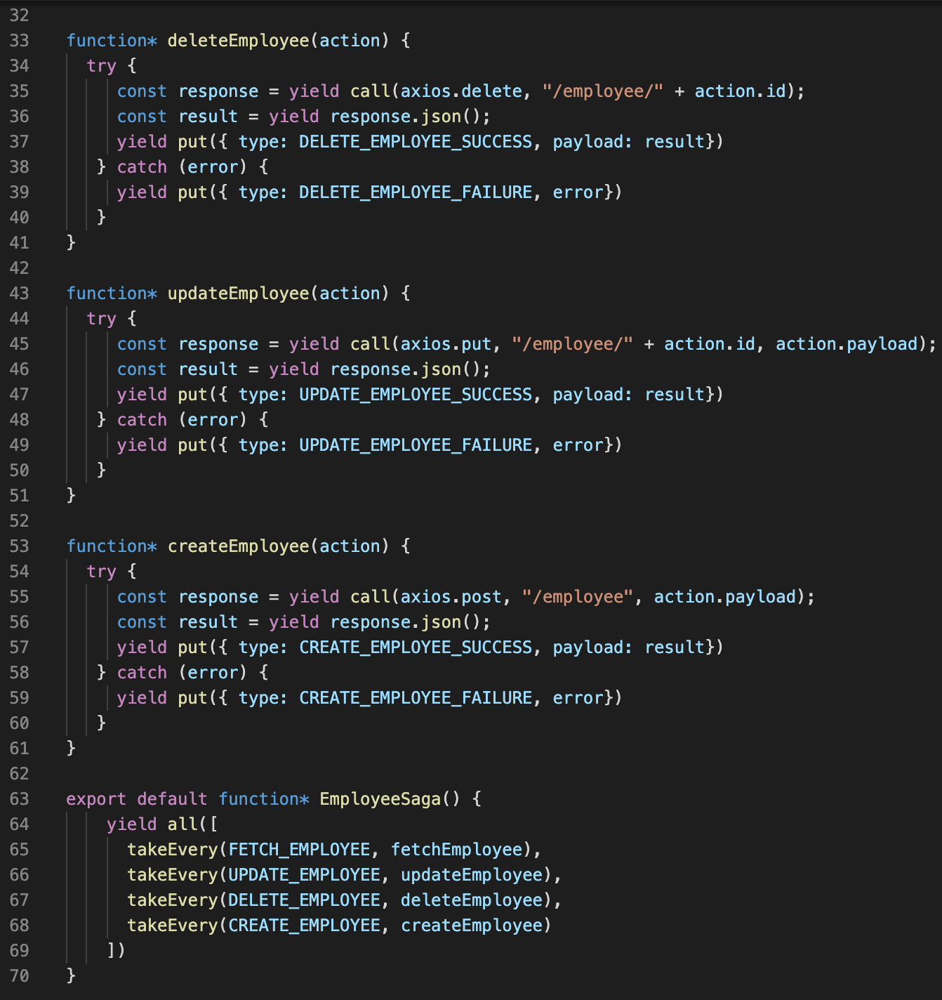 32
33 function* deleteEmployee(action) {
34 try {
35 const response = yield call(axios.delete, "/employee/" + action.id);
36 const result = yield response.json();
37 yield put({ type: DELETE_EMPLOYEE_SUCCESS, payload: result})
38 } catch (error) {
39 yield put({ type: DELETE_EMPLOYEE_FAILURE, error})
40 }
41 }
42
43 function* updateEmployee(action) {
44 try {
45 const response = yield call(axios.put, "/employee/" + action.id, action.payload);
46 const result = yield response.json();
47 yield put({ type: UPDATE_EMPLOYEE_SUCCESS, payload: result})
48 } catch (error) {
49 yield put({ type: UPDATE_EMPLOYEE_FAILURE, error})
50 }
51 }
52
53 function* createEmployee(action) {
54 try {
55 const response = yield call(axios.post, "/employee", action.payload);
56 const result = yield response.json();
57 yield put({ type: CREATE_EMPLOYEE_SUCCESS, payload: result})
58 } catch (error) {
59 yield put({ type: CREATE_EMPLOYEE_FAILURE, error})
60 }
61 }
62
63 export default function* EmployeeSaga() {
64 yield all([
65 takeEvery(FETCH_EMPLOYEE, fetchEmployee),
66 takeEvery(UPDATE_EMPLOYEE, updateEmployee),
67 takeEvery(DELETE_EMPLOYEE, deleteEmployee),
68 takeEvery(CREATE_EMPLOYEE, createEmployee)
69 ])
70 }